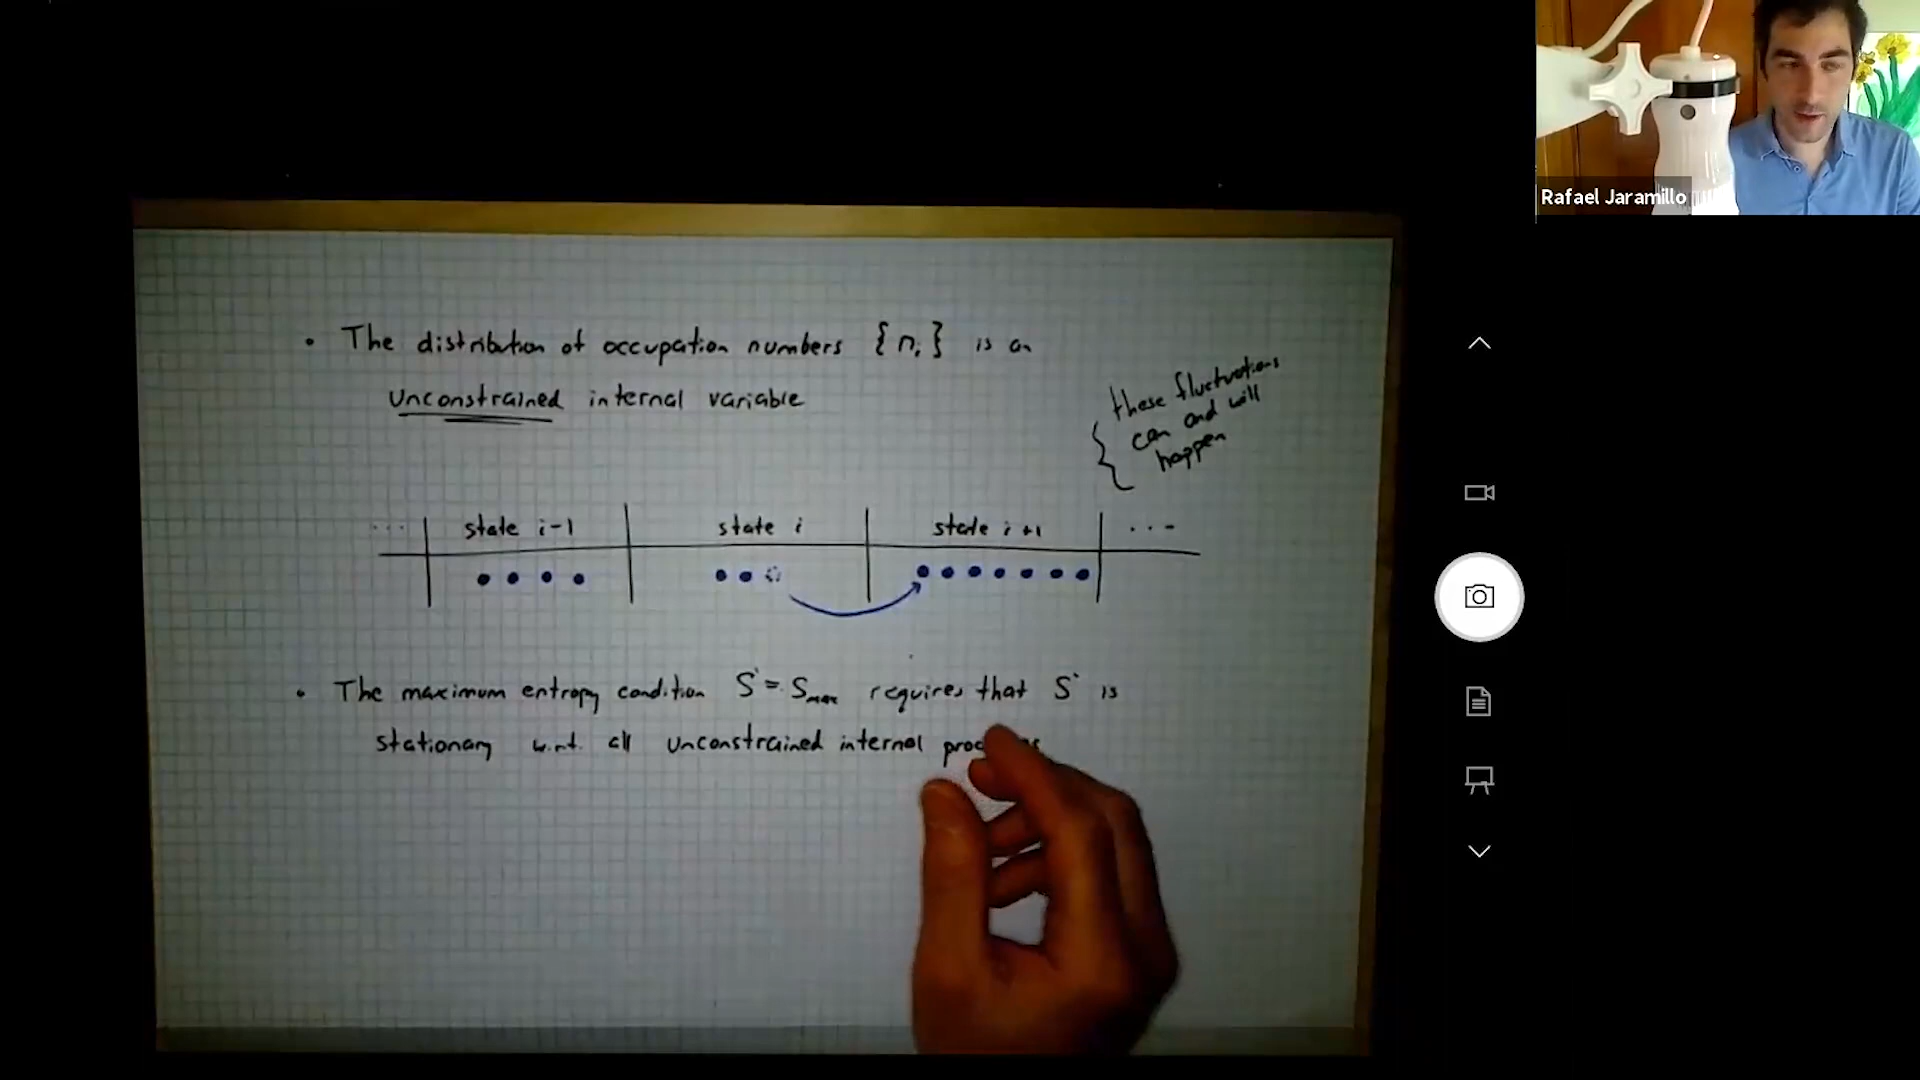 Rafael Jaramillo
• The distribution of occupation numbers {nᵢ} is an
unconstrained internal variable
these fluctuations
can and will
happen
... state i-1 state i state i+1 ...
• The maximum entropy condition S = Smax requires that S is
stationary w.r.t. all unconstrained internal